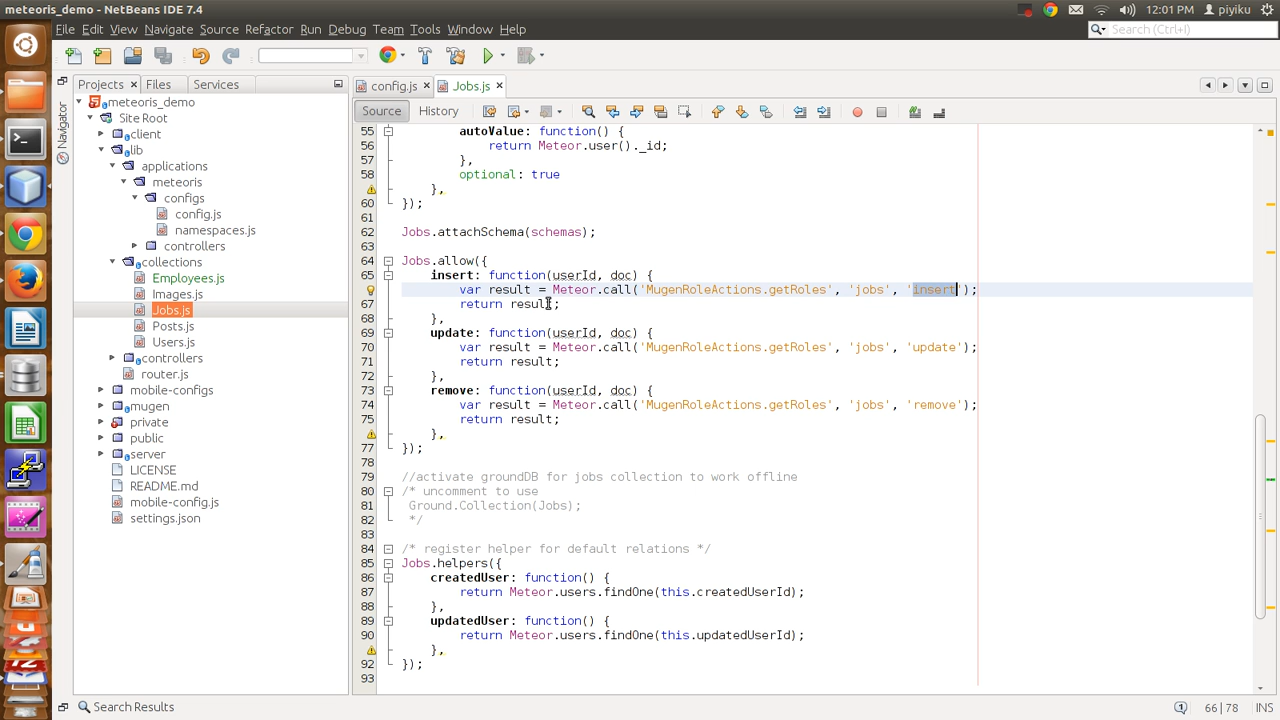 meteoris_demo - NetBeans IDE 7.4
12:01 PM
piyiku
File Edit View Navigate Source Refactor Run Debug Team Tools Window Help
Search (Ctrl+I)
Projects
Files
Services
config.js
Jobs.js
Source
History
Navigator
meteoris_demo
Site Root
client
lib
applications
meteoris
configs
config.js
namespaces.js
controllers
collections
Employees.js
Images.js
Jobs.js
Posts.js
Users.js
controllers
router.js
mobile-configs
mugen
private
public
server
LICENSE
README.md
mobile-config.js
settings.json
55 autoValue: function() {
56 return Meteor.user()._id;
57 },
58 optional: true
},
60 });
61
62 Jobs.attachSchema(schemas);
63
64 Jobs.allow({
65 insert: function(userId, doc) {
var result = Meteor.call('MugenRoleActions.getRoles', 'jobs', 'insert');
67 return result;
68 },
69 update: function(userId, doc) {
70 var result = Meteor.call('MugenRoleActions.getRoles', 'jobs', 'update');
71 return result;
72 },
73 remove: function(userId, doc) {
74 var result = Meteor.call('MugenRoleActions.getRoles', 'jobs', 'remove');
75 return result;
},
77 });
78
79 //activate groundDB for jobs collection to work offline
80 /* uncomment to use
81 Ground.Collection(Jobs);
82 */
83
84 /* register helper for default relations */
85 Jobs.helpers({
86 createdUser: function() {
87 return Meteor.users.findOne(this.createdUserId);
88 },
89 updatedUser: function() {
90 return Meteor.users.findOne(this.updatedUserId);
},
92 });
93
Search Results
66 | 78
INS